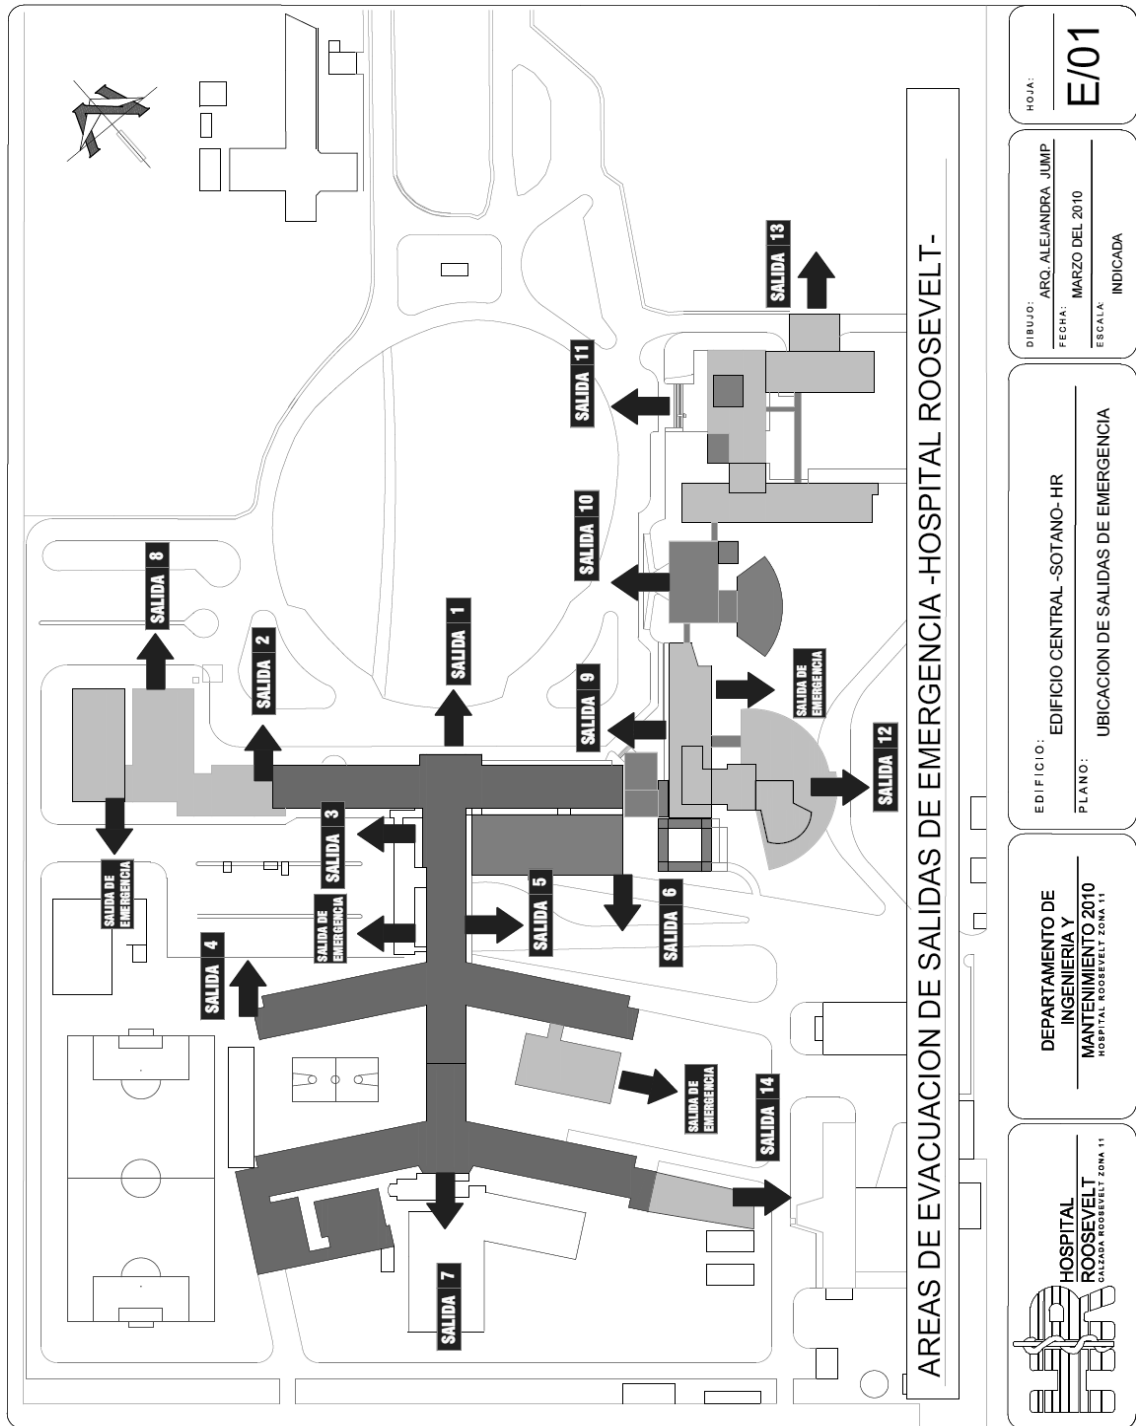 SALIDA 8
SALIDA DE
EMERGENCIA
SALIDA 2
SALIDA 1
SALIDA 3
SALIDA DE
EMERGENCIA
SALIDA 4
SALIDA 5
SALIDA 6
SALIDA 7
SALIDA 9
SALIDA 10
SALIDA 11
SALIDA 13
SALIDA DE
EMERGENCIA
SALIDA 12
SALIDA DE
EMERGENCIA
SALIDA 14
AREAS DE EVACUACION DE SALIDAS DE EMERGENCIA -HOSPITAL ROOSEVELT-
HR
HOSPITAL
ROOSEVELT
CALZADA ROOSEVELT ZONA 11
DEPARTAMENTO DE
INGENIERIA Y
MANTENIMIENTO 2010
HOSPITAL ROOSEVELT ZONA 11
EDIFICIO:
EDIFICIO CENTRAL -SOTANO- HR
PLANO:
UBICACION DE SALIDAS DE EMERGENCIA
DIBUJO:
ARQ. ALEJANDRA JUMP
FECHA:
MARZO DEL 2010
ESCALA:
INDICADA
HOJA:
E/01